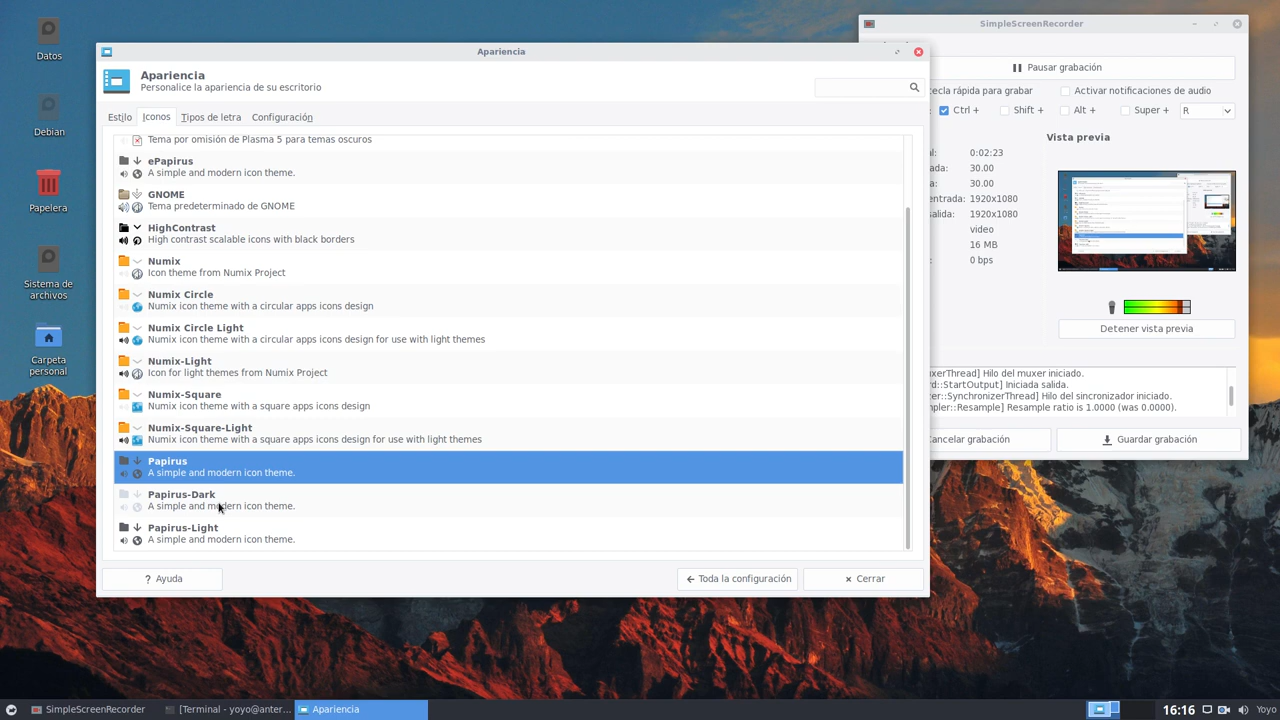 Datos
Debian
Papelera
Sistema de
archivos
Carpeta
personal
Apariencia
Apariencia
Personalice la apariencia de su escritorio
Estilo
Iconos
Tipos de letra
Configuración
Tema por omisión de Plasma 5 para temas oscuros
ePapirus
A simple and modern icon theme.
GNOME
Tema predeterminado de GNOME
HighContrast
High contrast scalable icons with black borders
Numix
Icon theme from Numix Project
Numix Circle
Numix icon theme with a circular apps icons design
Numix Circle Light
Numix icon theme with a circular apps icons design for use with light themes
Numix-Light
Icon for light themes from Numix Project
Numix-Square
Numix icon theme with a square apps icons design
Numix-Square-Light
Numix icon theme with a square apps icons design for use with light themes
Papirus
A simple and modern icon theme.
Papirus-Dark
A simple and modern icon theme.
Papirus-Light
A simple and modern icon theme.
? Ayuda
Toda la configuración
Cerrar
SimpleScreenRecorder
Pausar grabación
tecla rápida para grabar
Activar notificaciones de audio
Ctrl +
Shift +
Alt +
Super +
R
Vista previa
al: 0:02:23
ada: 30.00
da: 30.00
entrada: 1920x1080
salida: 1920x1080
video
16 MB
0 bps
Detener vista previa
uxerThread] Hilo del muxer iniciado.
rd::StartOutput] Iniciada salida.
zer::SynchronizerThread] Hilo del sincronizador iniciado.
mpler::Resample] Resample ratio is 1.0000 (was 0.0000).
ancelar grabación
Guardar grabación
SimpleScreenRecorder
[Terminal - yoyo@anter...
Apariencia
16:16
Yoyo